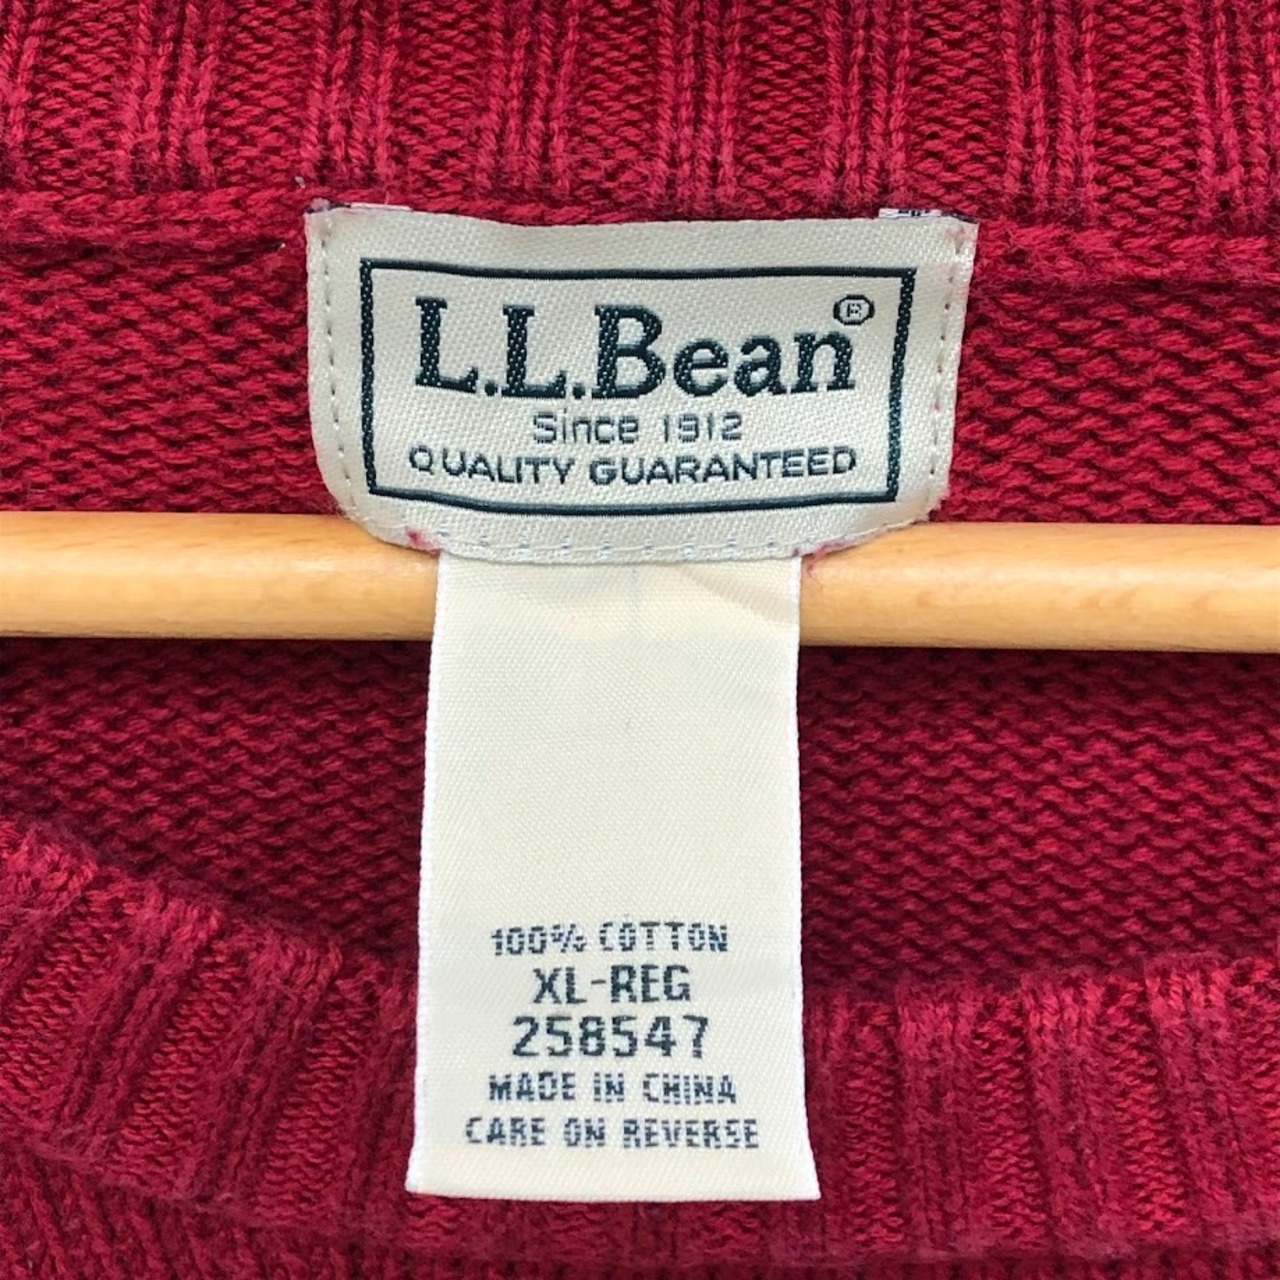 L.L.Bean®
Since 1912
QUALITY GUARANTEED
100% COTTON
XL-REG
258547
MADE IN CHINA
CARE ON REVERSE